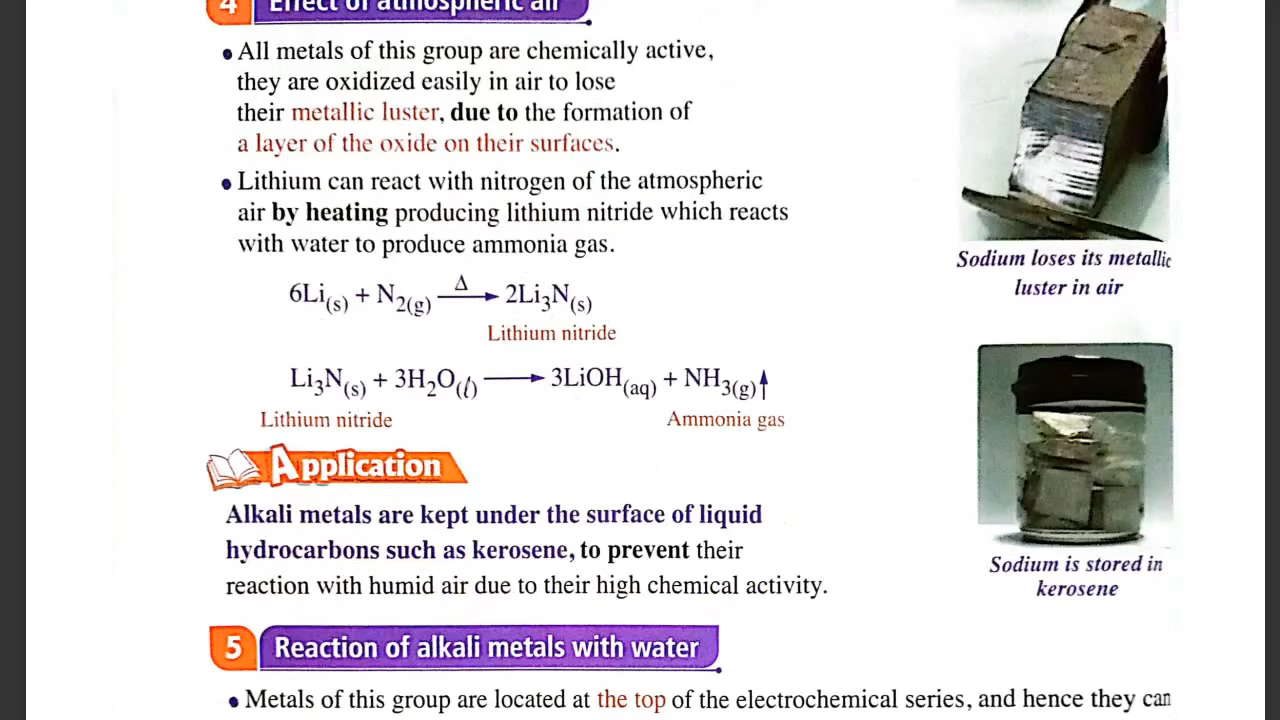 4 Effect of atmospheric air
• All metals of this group are chemically active,
they are oxidized easily in air to lose
their metallic luster, due to the formation of
a layer of the oxide on their surfaces.
• Lithium can react with nitrogen of the atmospheric
air by heating producing lithium nitride which reacts
with water to produce ammonia gas.
6Li(s) + N2(g) —Δ→ 2Li3N(s)
Lithium nitride
Li3N(s) + 3H2O(l) ⟶ 3LiOH(aq) + NH3(g)↑
Lithium nitride Ammonia gas
Application
Alkali metals are kept under the surface of liquid
hydrocarbons such as kerosene, to prevent their
reaction with humid air due to their high chemical activity.
Sodium loses its metallic
luster in air
Sodium is stored in
kerosene
5 Reaction of alkali metals with water
• Metals of this group are located at the top of the electrochemical series, and hence they can